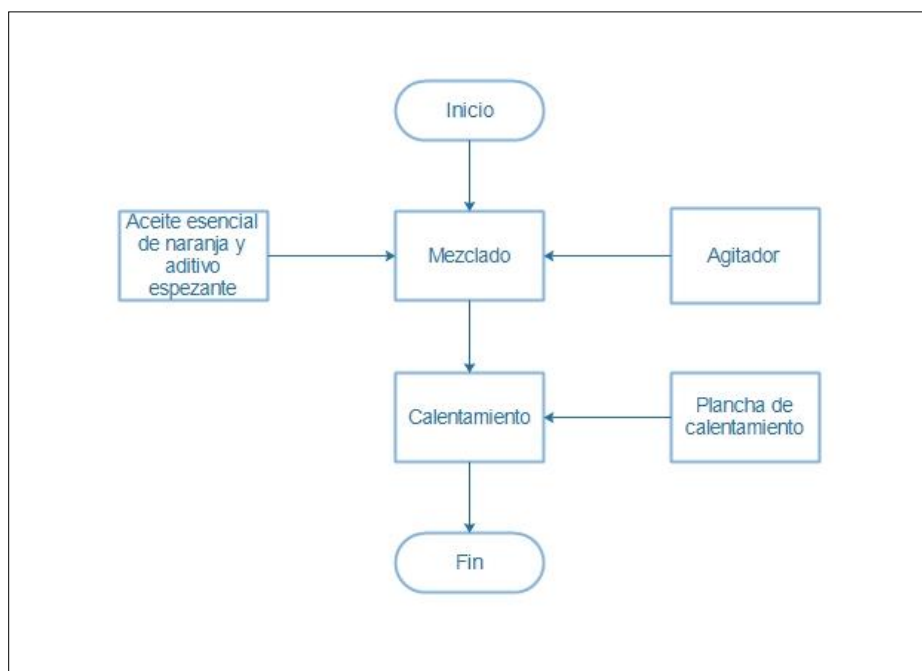 Inicio
Aceite esencial
de naranja y
aditivo
espezante
Mezclado
Agitador
Calentamiento
Plancha de
calentamiento
Fin